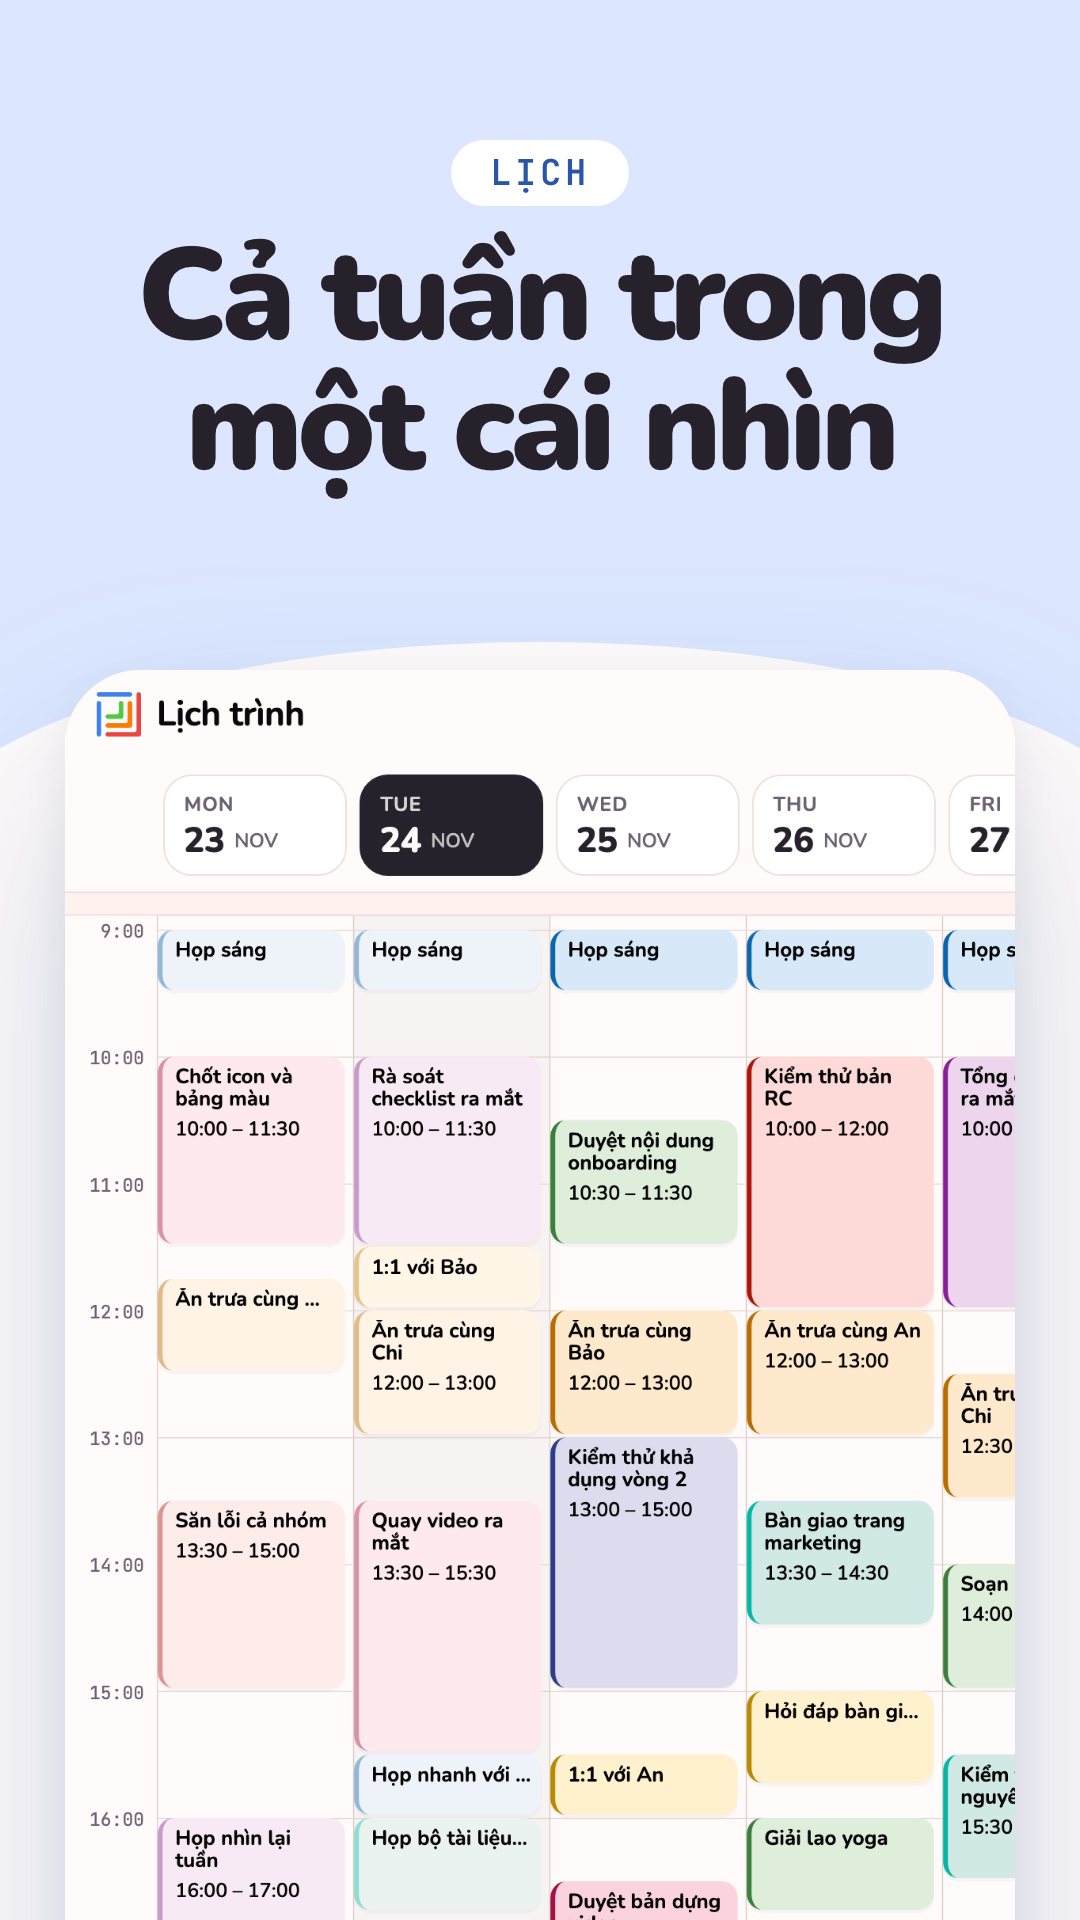 LỊCH
Cả tuần trong
một cái nhìn
Lịch trình
MON
23 NOV
TUE
24 NOV
WED
25 NOV
THU
26 NOV
FRI
27
9:00
10:00
11:00
12:00
13:00
14:00
15:00
16:00
Họp sáng
Chốt icon và
bảng màu
10:00 – 11:30
Ăn trưa cùng ...
Săn lỗi cả nhóm
13:30 – 15:00
Họp nhìn lại
tuần
16:00 – 17:00
Họp sáng
Rà soát
checklist ra mắt
10:00 – 11:30
1:1 với Bảo
Ăn trưa cùng
Chi
12:00 – 13:00
Quay video ra
mắt
13:30 – 15:30
Họp nhanh với ...
Họp bộ tài liệu...
Họp sáng
Duyệt nội dung
onboarding
10:30 – 11:30
Ăn trưa cùng
Bảo
12:00 – 13:00
Kiểm thử khả
dụng vòng 2
13:00 – 15:00
1:1 với An
Duyệt bản dựng
Họp sáng
Kiểm thử bản
RC
10:00 – 12:00
Ăn trưa cùng An
12:00 – 13:00
Bàn giao trang
marketing
13:30 – 14:30
Hỏi đáp bàn gi...
Giải lao yoga
Họp
Tổng
ra
10:00
Ăn
Chi
12:30
Soạn
14:00
Kiểm
15:30